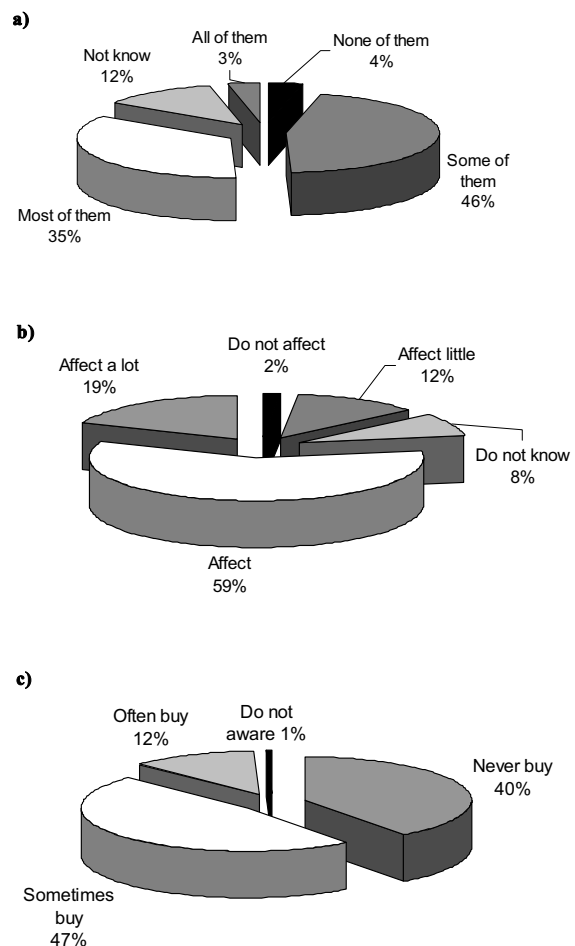 a)
All of them
3%
None of them
4%
Not know
12%
Some of
them
46%
Most of them
35%
b)
Do not affect
2%
Affect little
12%
Affect a lot
19%
Do not know
8%
Affect
59%
c)
Often buy
12%
Do not
aware 1%
Never buy
40%
Sometimes
buy
47%